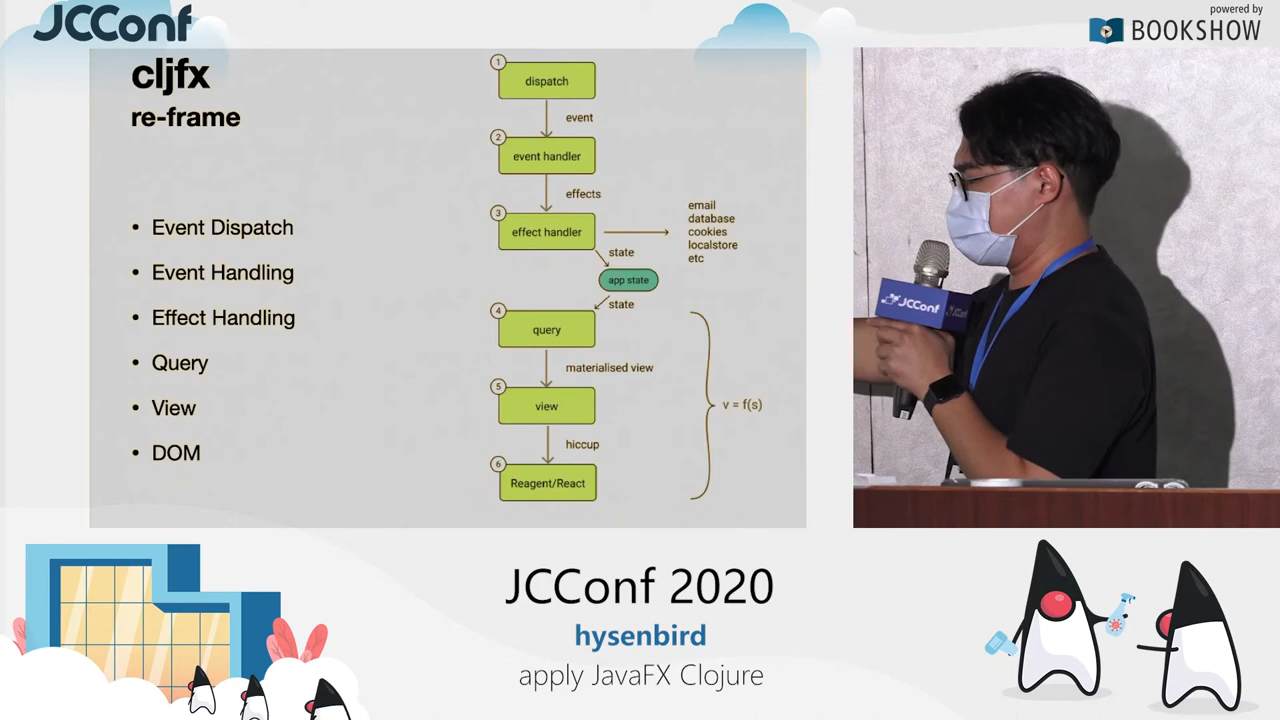 JCConf
powered by
BOOKSHOW
cljfx
re-frame
• Event Dispatch
• Event Handling
• Effect Handling
• Query
• View
• DOM
1
dispatch
event
2
event handler
effects
3
effect handler
email
database
cookies
localstore
etc
state
app state
state
4
query
materialised view
5
view
v = f(s)
hiccup
6
Reagent/React
JCConf
JCConf
JCConf 2020
hysenbird
apply JavaFX Clojure